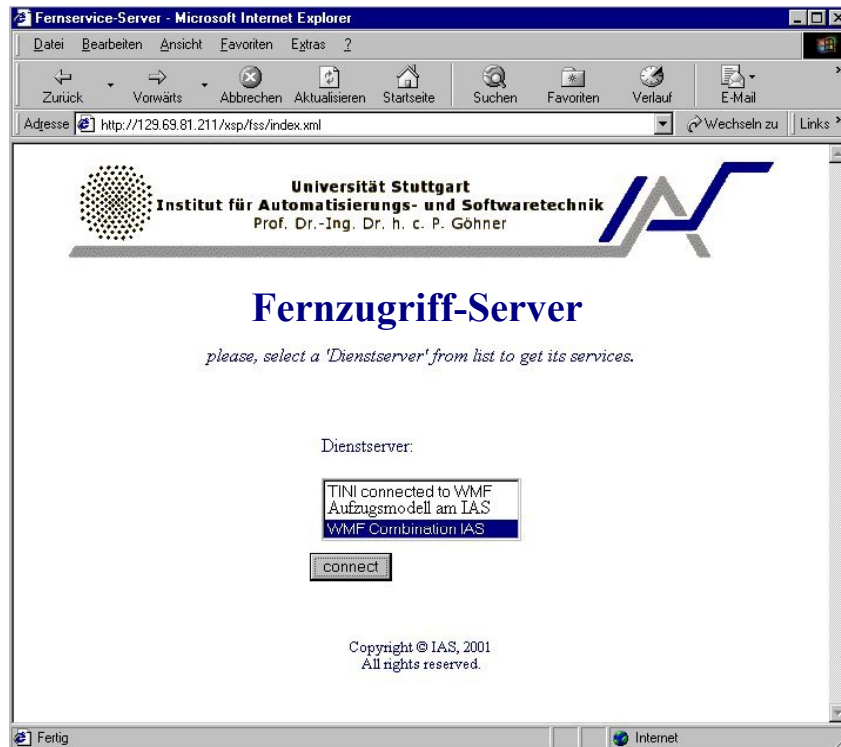 Fernservice-Server - Microsoft Internet Explorer
Datei Bearbeiten Ansicht Favoriten Extras ?
Zurück Vorwärts Abbrechen Aktualisieren Startseite Suchen Favoriten Verlauf E-Mail
Adresse http://129.69.81.211/xsp/fss/index.xml Wechseln zu Links
Universität Stuttgart
Institut für Automatisierungs- und Softwaretechnik
Prof. Dr.-Ing. Dr. h. c. P. Göhner
Fernzugriff-Server
please, select a 'Dienstserver' from list to get its services.
Dienstserver:
TINI connected to WMF
Aufzugsmodell am IAS
WMF Combination IAS
connect
Copyright © IAS, 2001
All rights reserved.
Fertig Internet